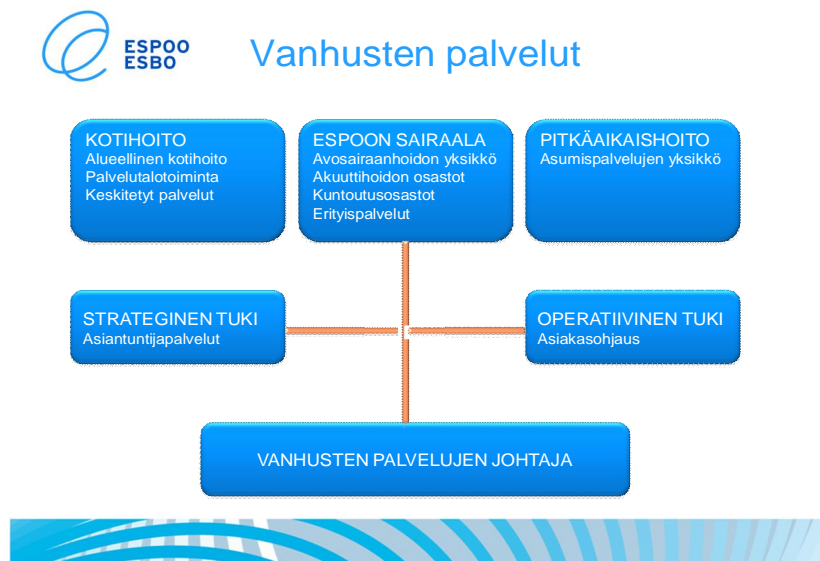 ESPOO
ESBO
Vanhusten palvelut
KOTIHOITO
Alueellinen kotihoito
Palvelutalotoiminta
Keskitetyt palvelut
ESPOON SAIRAALA
Avosairaanhoidon yksikkö
Akuuttihoidon osastot
Kuntoutusosastot
Erityispalvelut
PITKÄAIKAISHOITO
Asumispalvelujen yksikkö
STRATEGINEN TUKI
Asiantuntijapalvelut
OPERATIIVINEN TUKI
Asiakasohjaus
VANHUSTEN PALVELUJEN JOHTAJA